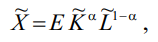 X̃ = E K̃^α L̃^{1−α} ,